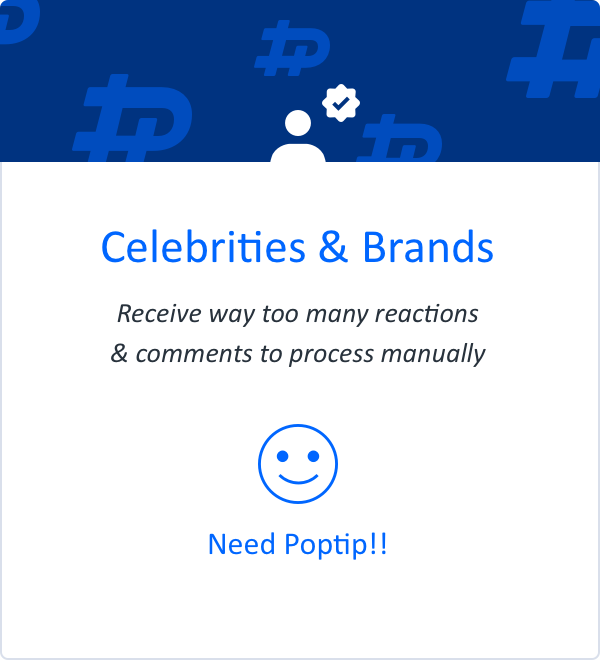 Celebrities & Brands
Receive way too many reactions
& comments to process manually
Need Poptip!!